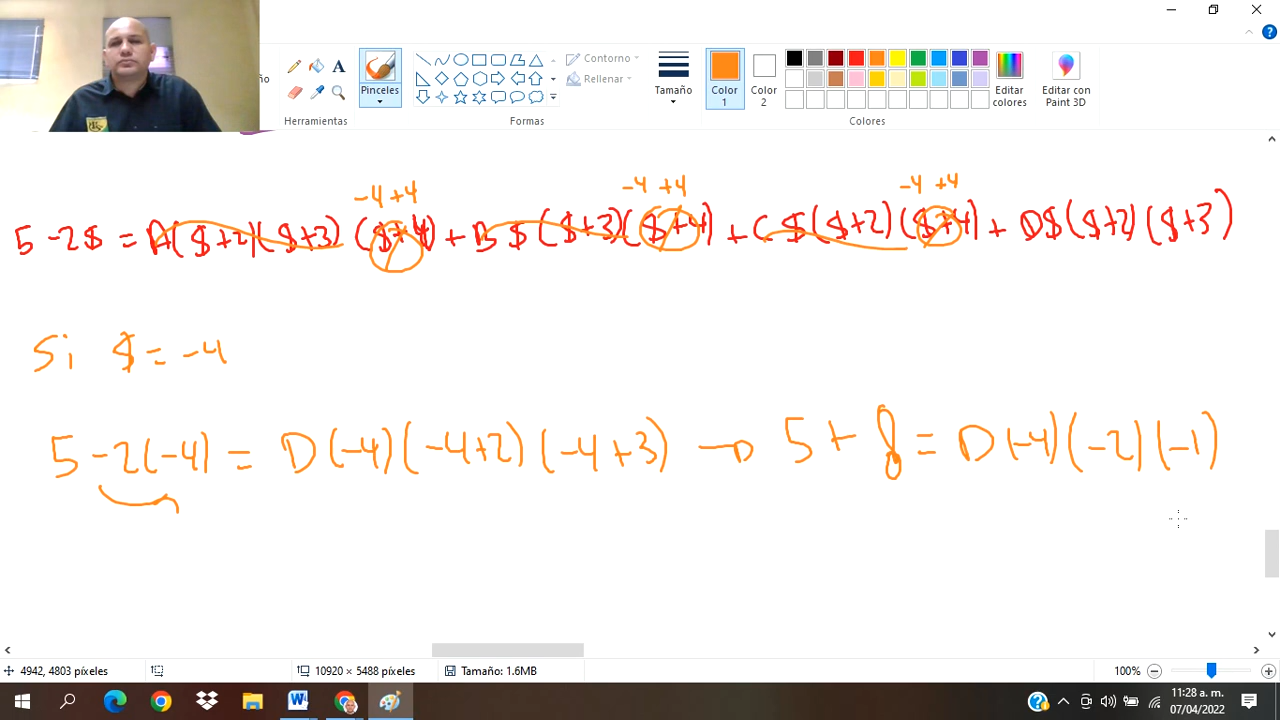 Contorno
Rellenar
Pinceles
Tamaño
Color 1
Color 2
Editar colores
Editar con Paint 3D
Herramientas
Formas
Colores
-4 +4 -4 +4 -4 +4
5 -2$ = A($+2)($+3)($+4) + B$($+3)($+4) + C$($+2)($+4) + D$($+2)($+3)
Si $ = -4
5 -2(-4) = D(-4)(-4+2)(-4+3) → 5 + 8 = D(-4)(-2)(-1)
4942, 4803 píxeles
10920 × 5488 píxeles
Tamaño: 1.6MB
100%
11:28 a. m.
07/04/2022